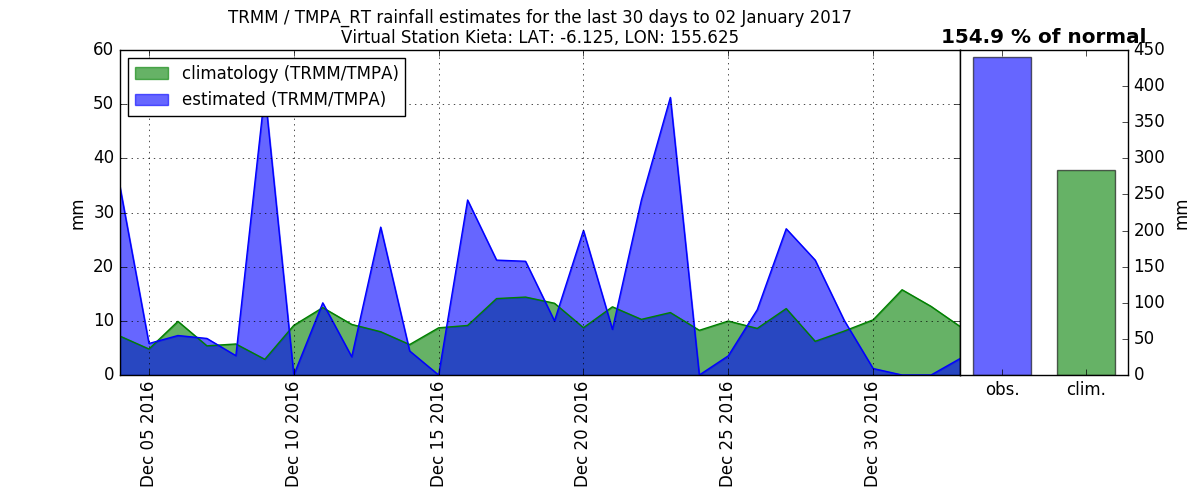 TRMM / TMPA_RT rainfall estimates for the last 30 days to 02 January 2017
Virtual Station Kieta: LAT: -6.125, LON: 155.625
154.9 % of normal
climatology (TRMM/TMPA)
estimated (TRMM/TMPA)
60
50
40
30
20
10
0
mm
Dec 05 2016
Dec 10 2016
Dec 15 2016
Dec 20 2016
Dec 25 2016
Dec 30 2016
obs.
clim.
450
400
350
300
250
200
150
100
50
0
mm